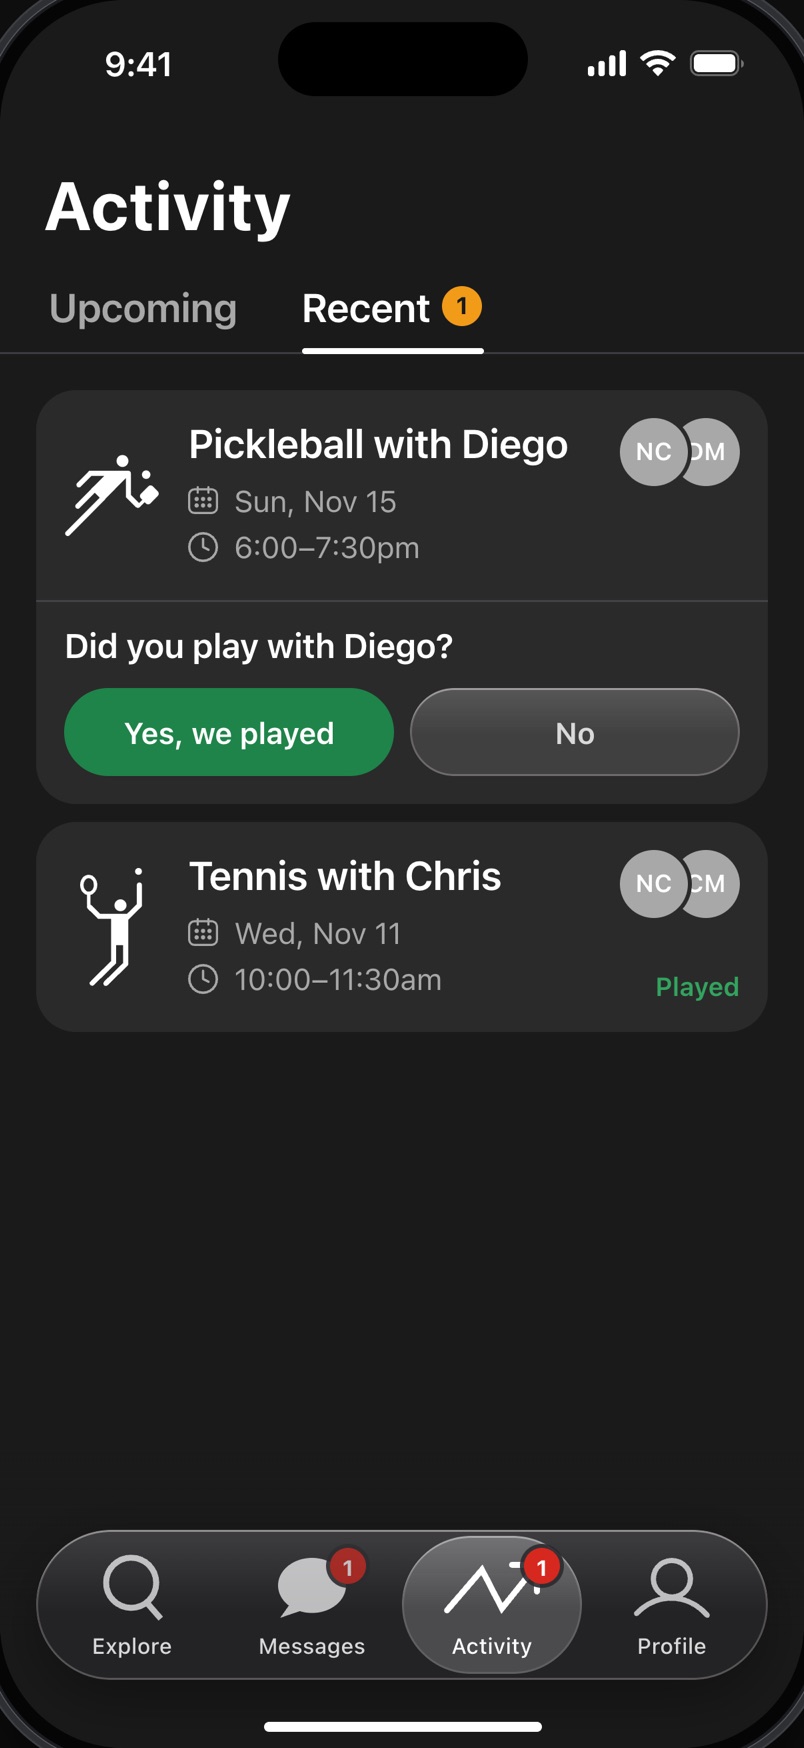 9:41
Activity
Upcoming
Recent 1
Pickleball with Diego
NC DM
Sun, Nov 15
6:00–7:30pm
Did you play with Diego?
Yes, we played
No
Tennis with Chris
NC CM
Wed, Nov 11
10:00–11:30am
Played
1
1
Explore
Messages
Activity
Profile